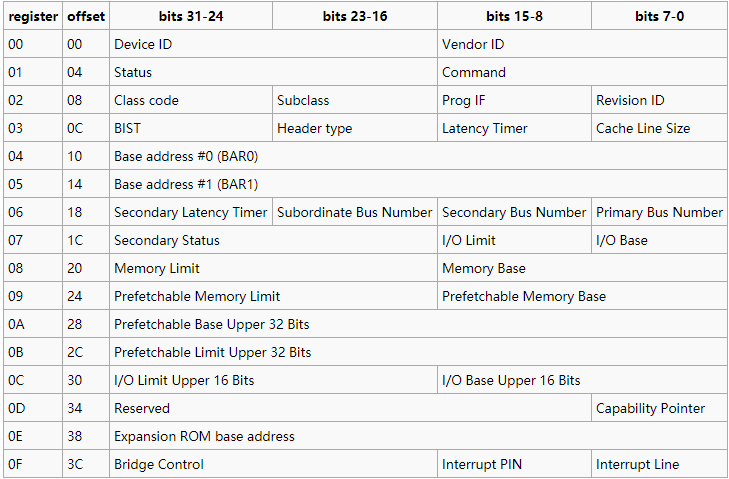 register offset bits 31-24 bits 23-16 bits 15-8 bits 7-0
00 00 Device ID Vendor ID
01 04 Status Command
02 08 Class code Subclass Prog IF Revision ID
03 0C BIST Header type Latency Timer Cache Line Size
04 10 Base address #0 (BAR0)
05 14 Base address #1 (BAR1)
06 18 Secondary Latency Timer Subordinate Bus Number Secondary Bus Number Primary Bus Number
07 1C Secondary Status I/O Limit I/O Base
08 20 Memory Limit Memory Base
09 24 Prefetchable Memory Limit Prefetchable Memory Base
0A 28 Prefetchable Base Upper 32 Bits
0B 2C Prefetchable Limit Upper 32 Bits
0C 30 I/O Limit Upper 16 Bits I/O Base Upper 16 Bits
0D 34 Reserved Capability Pointer
0E 38 Expansion ROM base address
0F 3C Bridge Control Interrupt PIN Interrupt Line